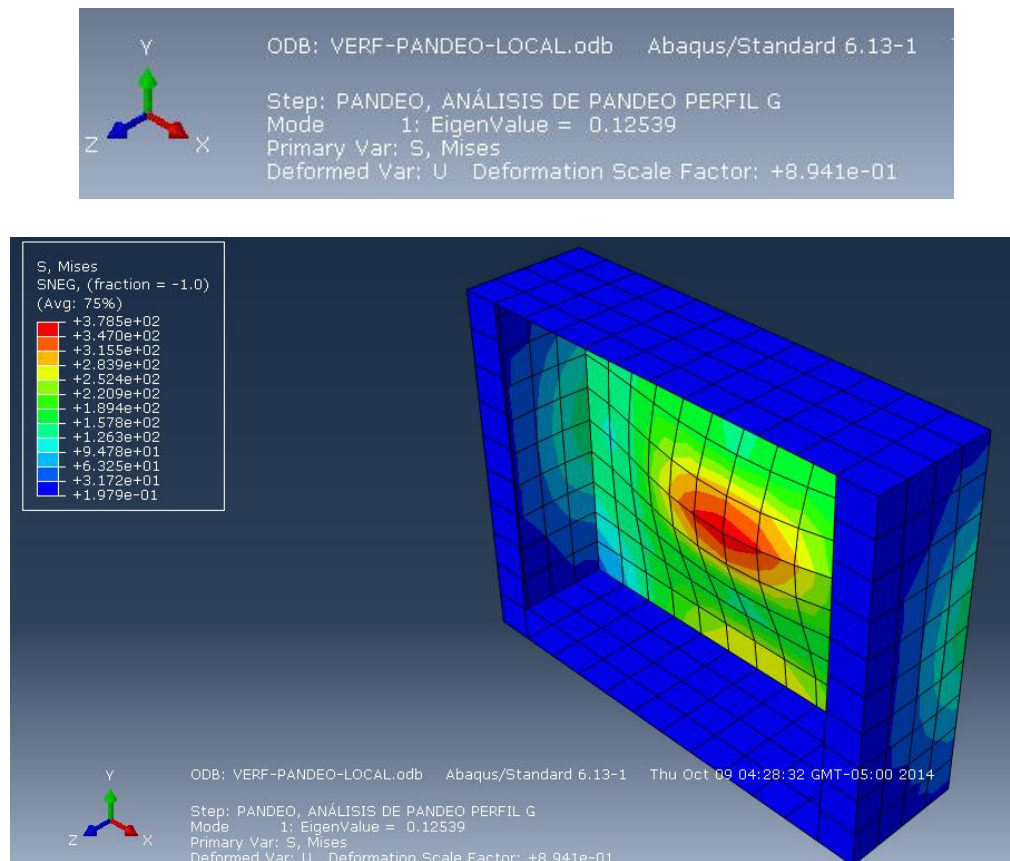 Y
ODB: VERF-PANDEO-LOCAL.odb Abaqus/Standard 6.13-1
Step: PANDEO, ANÁLISIS DE PANDEO PERFIL G
Z
X
Mode 1: EigenValue = 0.12539
Primary Var: S, Mises
Deformed Var: U Deformation Scale Factor: +8.941e-01
S, Mises
SNEG, (fraction = -1.0)
(Avg: 75%)
+3.785e+02
+3.470e+02
+3.155e+02
+2.839e+02
+2.524e+02
+2.209e+02
+1.894e+02
+1.578e+02
+1.263e+02
+9.478e+01
+6.325e+01
+3.172e+01
+1.979e-01
Y
ODB: VERF-PANDEO-LOCAL.odb Abaqus/Standard 6.13-1 Thu Oct 09 04:28:32 GMT-05:00 2014
Step: PANDEO, ANÁLISIS DE PANDEO PERFIL G
Mode 1: EigenValue = 0.12539
Z
X
Primary Var: S, Mises
Deformed Var: U Deformation Scale Factor: +8.941e-01